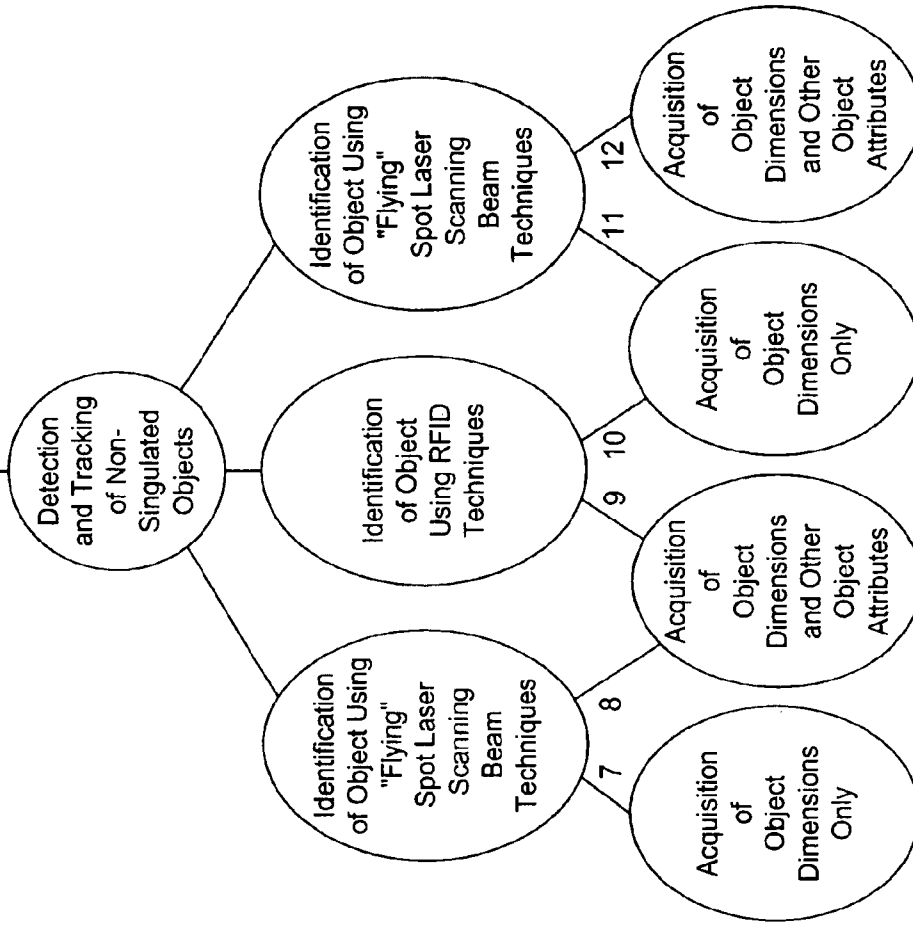 Detection
and Tracking
of Non-
Singulated
Objects
Identification
of Object Using
"Flying"
Spot Laser
Scanning
Beam
Techniques
Identification
of Object
Using RFID
Techniques
Identification
of Object Using
"Flying"
Spot Laser
Scanning
Beam
Techniques
7
8
9
10
11
12
Acquisition
of
Object
Dimensions
Only
Acquisition
of
Object
Dimensions
and Other
Object
Attributes
Acquisition
of
Object
Dimensions
Only
Acquisition
of
Object
Dimensions
and Other
Object
Attributes